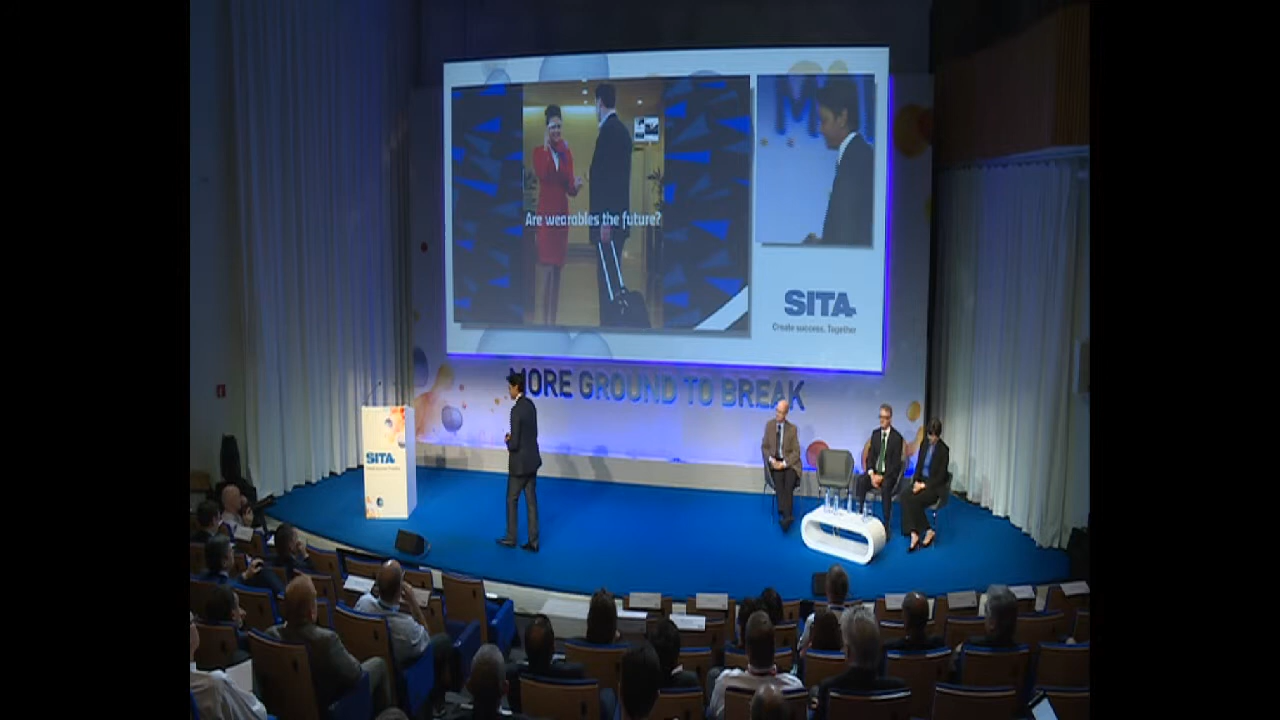 Are wearables the future?
SITA
Create success. Together
MORE GROUND TO BREAK
SITA